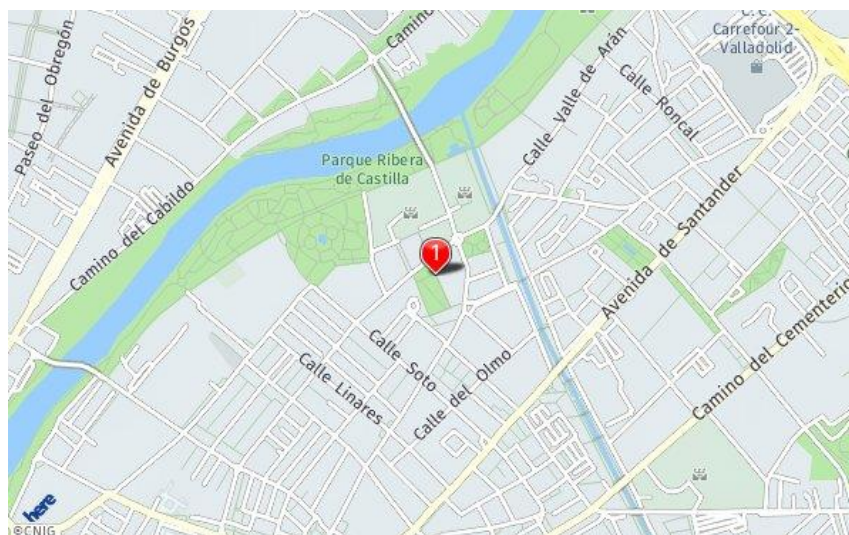 C. C.
Carrefour 2-
Valladolid
Camino
Paseo del Obregón
Avenida de Burgos
Calle Valle de Arán
Calle Roncal
Parque Ribera
de Castilla
Camino del Cabildo
Avenida de Santander
1
Camino del Cementerio
Calle Soto
Calle Linares
Calle del Olmo
here
©CNIG